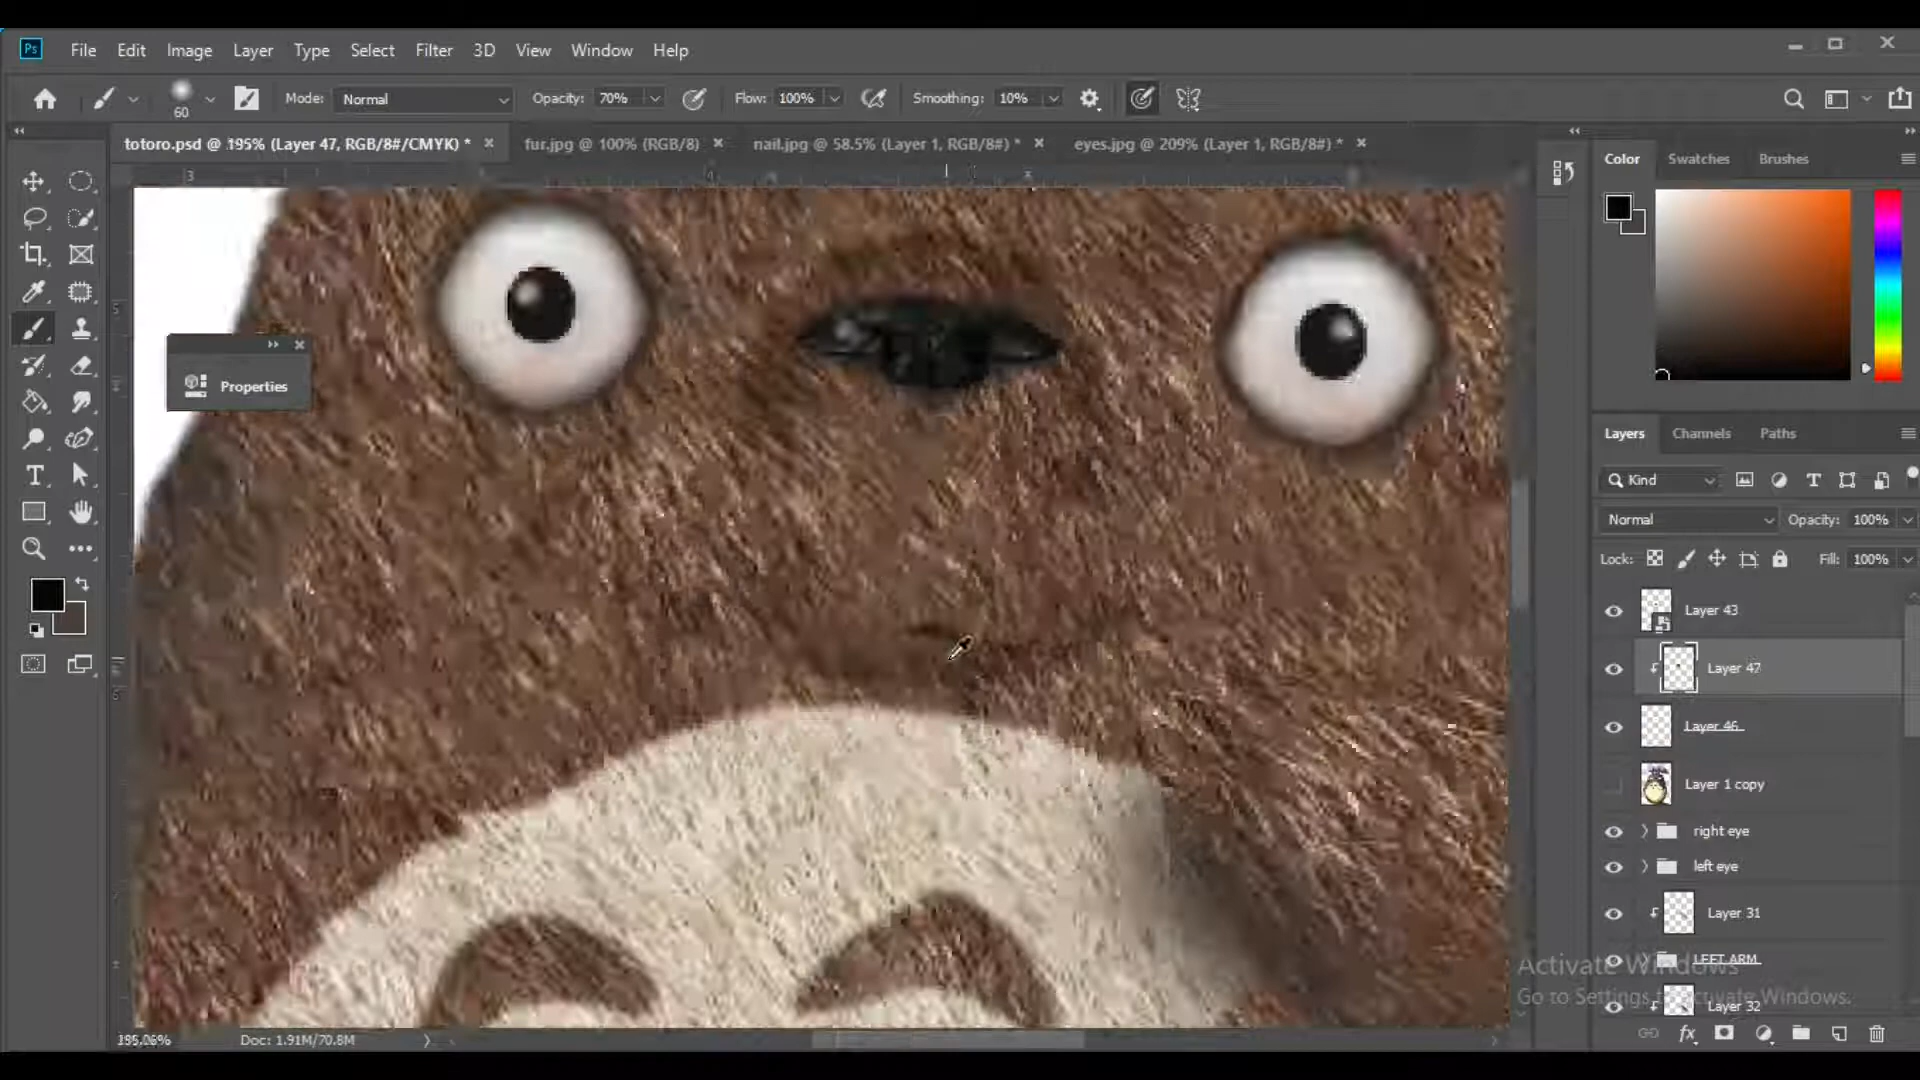 Ps File Edit Image Layer Type Select Filter 3D View Window Help
60 Mode: Normal Opacity: 70% Flow: 100% Smoothing: 10%
totoro.psd @ 195% (Layer 47, RGB/8#/CMYK) * fur.jpg @ 100% (RGB/8) nail.jpg @ 58.5% (Layer 1, RGB/8#) * eyes.jpg @ 209% (Layer 1, RGB/8#) *
Color Swatches Brushes
Properties
Layers Channels Paths
Kind
Normal Opacity: 100%
Lock: Fill: 100%
Layer 43
Layer 47
Layer 46
Layer 1 copy
right eye
left eye
Layer 31
LEFT ARM
Layer 32
Activate Windows
Go to Settings to activate Windows.
195.06% Doc: 1.91M/70.8M